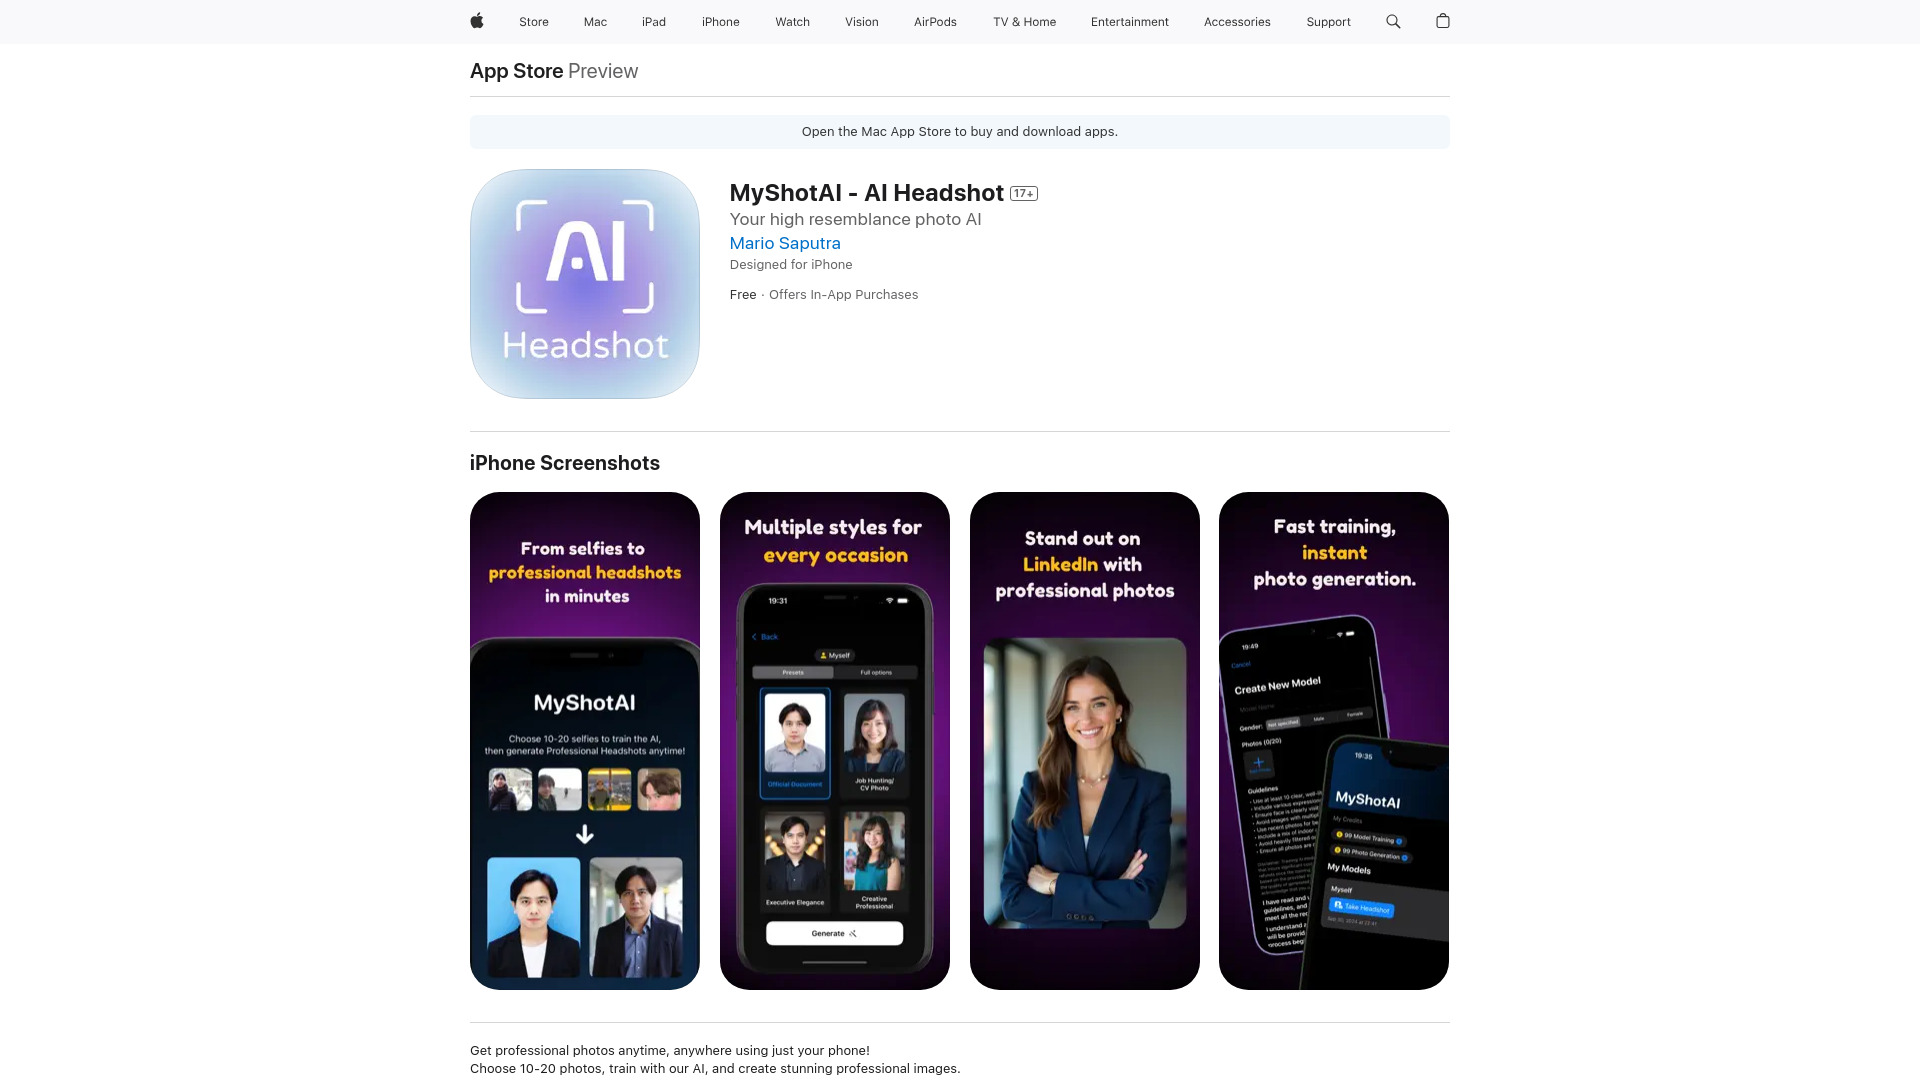 Store Mac iPad iPhone Watch Vision AirPods TV & Home Entertainment Accessories Support
App Store Preview
Open the Mac App Store to buy and download apps.
AI
Headshot
MyShotAI - AI Headshot 17+
Your high resemblance photo AI
Mario Saputra
Designed for iPhone
Free · Offers In-App Purchases
iPhone Screenshots
From selfies to
professional headshots
in minutes
MyShotAI
Choose 10-20 selfies to train the AI,
then generate Professional Headshots anytime!
Multiple styles for
every occasion
19:31
Back
Myself
Presets Full options
Official Document
Job Hunting/
CV Photo
Executive Elegance
Creative
Professional
Generate
Stand out on
LinkedIn with
professional photos
Fast training,
instant
photo generation.
19:49
Cancel
Create New Model
Model Name
Gender: Not specified Male Female
Photos (0/20)
Guidelines
19:35
MyShotAI
My Credits
99 Model Training
99 Photo Generation
My Models
Myself
Take Headshot
Get professional photos anytime, anywhere using just your phone!
Choose 10-20 photos, train with our AI, and create stunning professional images.